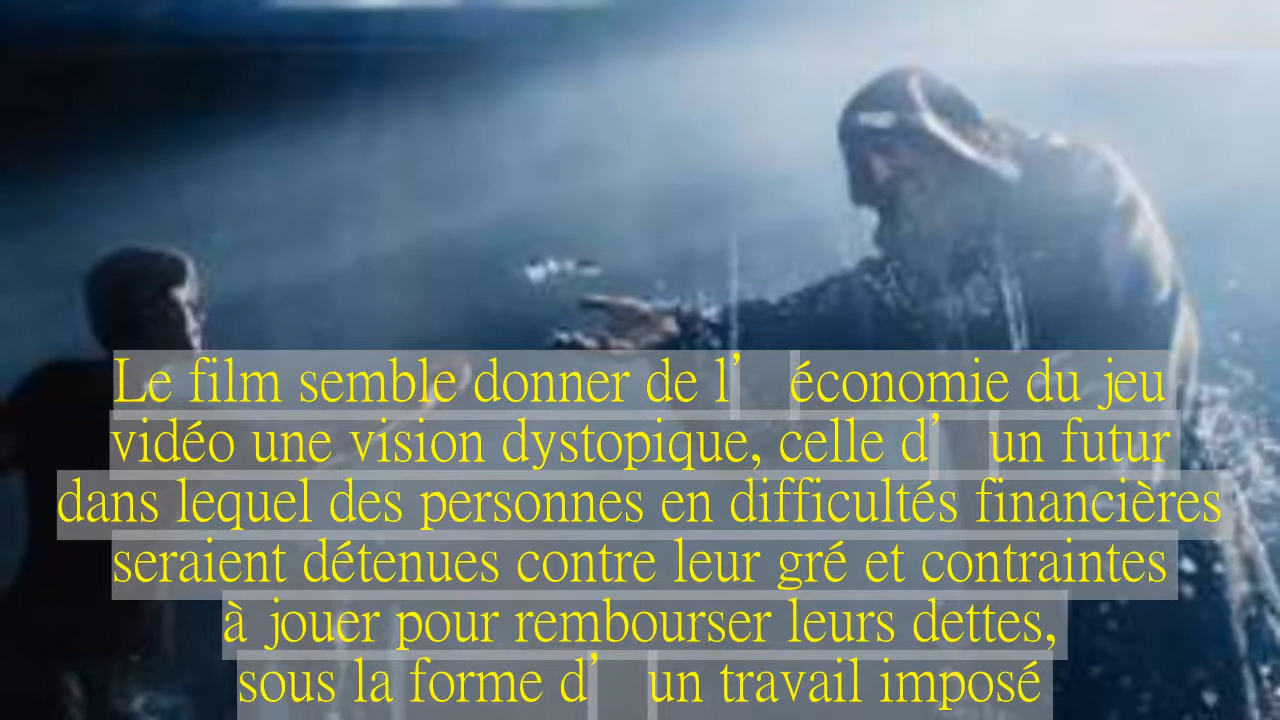 Le film semble donner de l’économie du jeu
vidéo une vision dystopique, celle d’un futur
dans lequel des personnes en difficultés financières
seraient détenues contre leur gré et contraintes
à jouer pour rembourser leurs dettes,
sous la forme d’un travail imposé